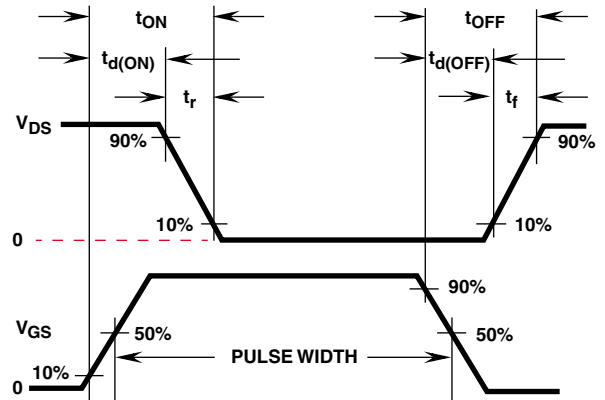 tON tOFF
td(ON) td(OFF)
tr tf
VDS
90% 90%
10% 10%
0
90%
VGS 50% PULSE WIDTH 50%
10%
0